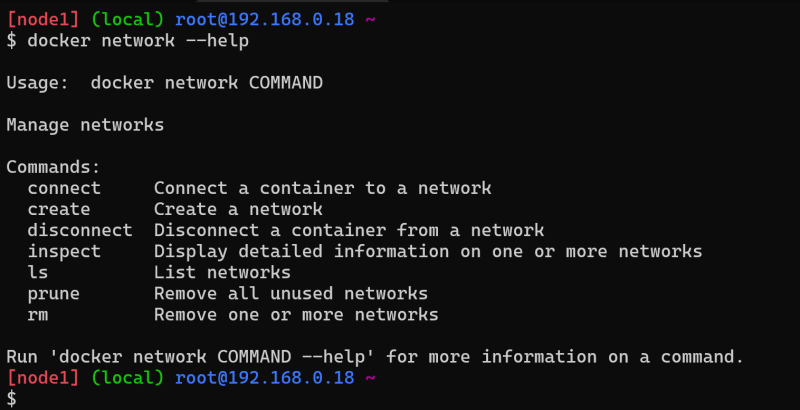 [node1] (local) root@192.168.0.18 ~
$ docker network --help
Usage:  docker network COMMAND
Manage networks
Commands:
  connect     Connect a container to a network
  create      Create a network
  disconnect  Disconnect a container from a network
  inspect     Display detailed information on one or more networks
  ls          List networks
  prune       Remove all unused networks
  rm          Remove one or more networks
Run 'docker network COMMAND --help' for more information on a command.
[node1] (local) root@192.168.0.18 ~
$